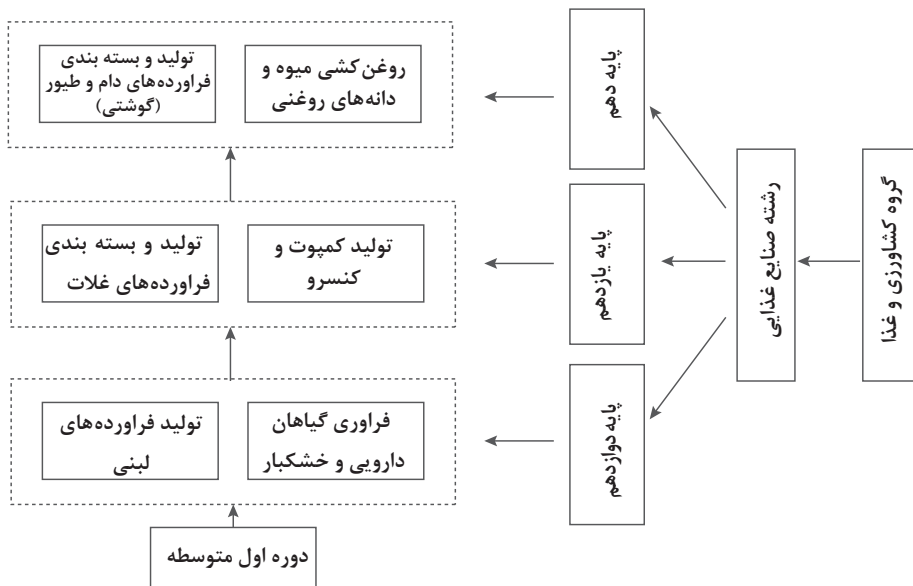 گروه کشاورزی و غذا
رشته صنایع غذایی
پایه دهم
روغن‌کشی میوه و
دانه‌های روغنی
تولید و بسته بندی
فراورده‌های دام و طیور
(گوشتی)
پایه یازدهم
تولید کمپوت و
کنسرو
تولید و بسته بندی
فراورده‌های غلات
پایه دوازدهم
فراوری گیاهان
دارویی و خشکبار
تولید فراورده‌های
لبنی
دوره اول متوسطه